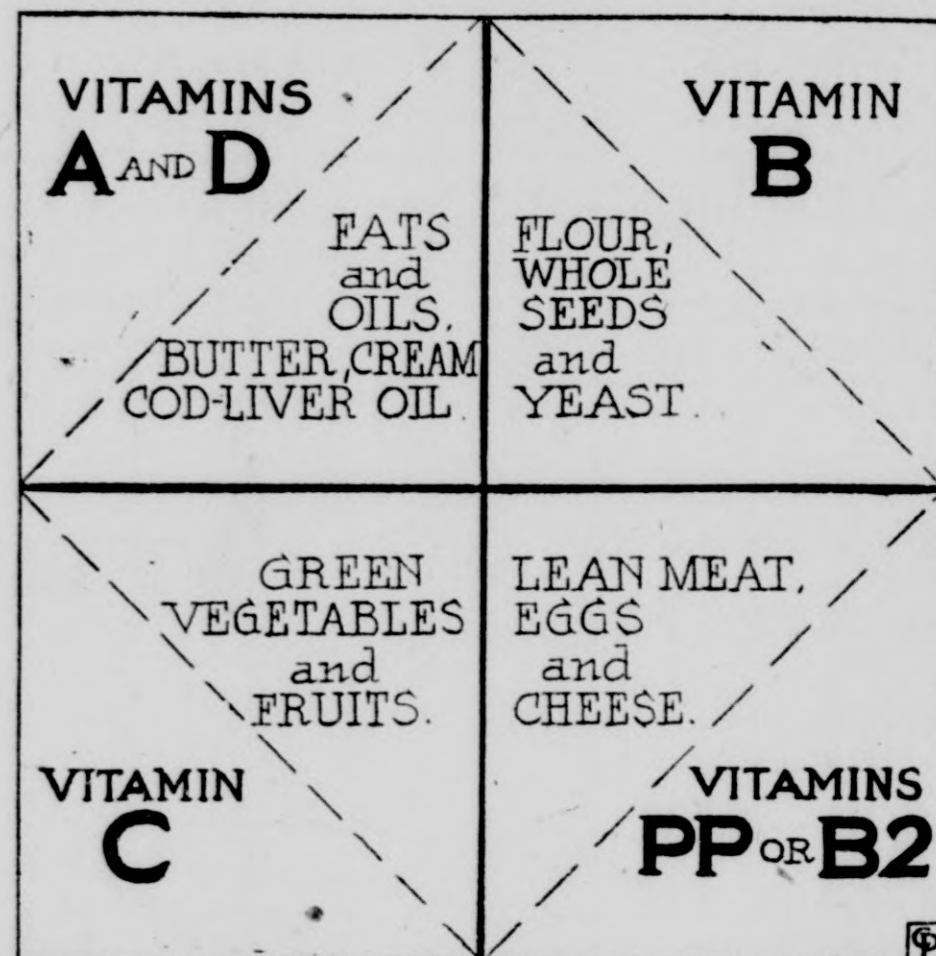 VITAMINS
A AND D
FATS
and
OILS.
BUTTER, CREAM
COD-LIVER OIL.
VITAMIN
B
FLOUR,
WHOLE
SEEDS
and
YEAST.
GREEN
VEGETABLES
and
FRUITS.
VITAMIN
C
LEAN MEAT.
EGGS
and
CHEESE.
VITAMINS
PP OR B2